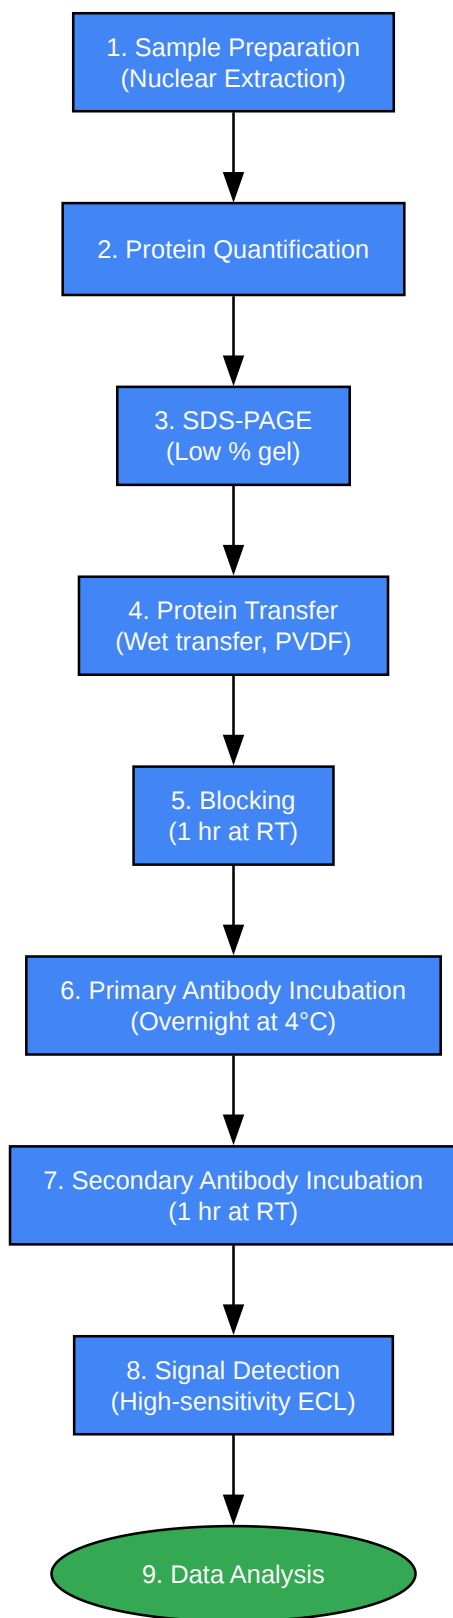 1. Sample Preparation
(Nuclear Extraction)
2. Protein Quantification
3. SDS-PAGE
(Low % gel)
4. Protein Transfer
(Wet transfer, PVDF)
5. Blocking
(1 hr at RT)
6. Primary Antibody Incubation
(Overnight at 4°C)
7. Secondary Antibody Incubation
(1 hr at RT)
8. Signal Detection
(High-sensitivity ECL)
9. Data Analysis